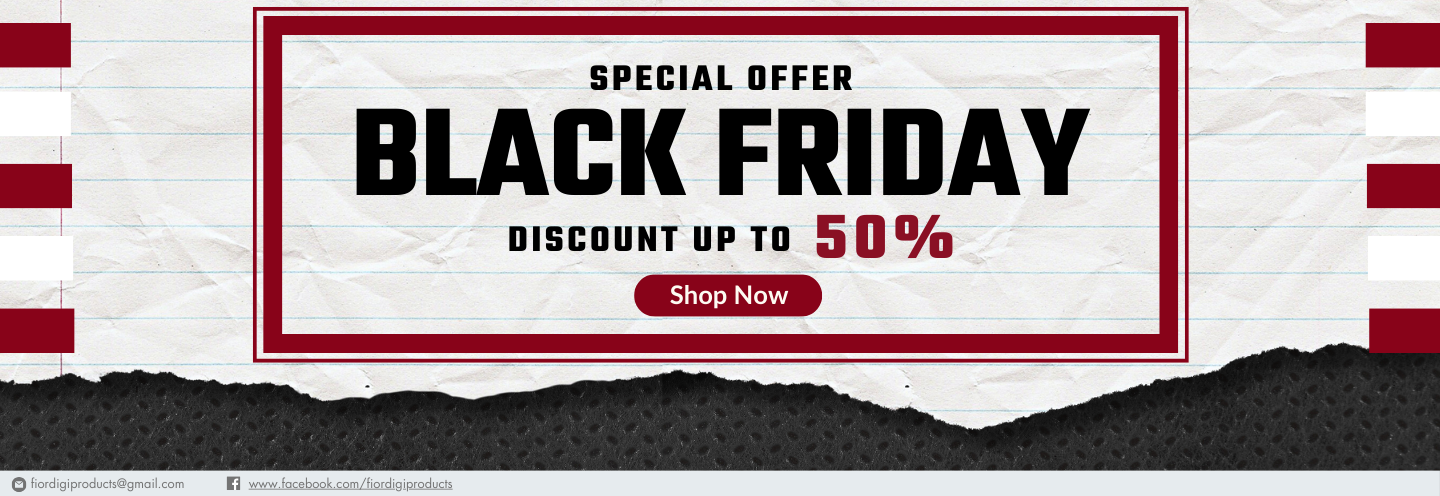 SPECIAL OFFER
BLACK FRIDAY
DISCOUNT UP TO 50%
Shop Now
fiordigiproducts@gmail.com www.facebook.com/fiordigiproducts